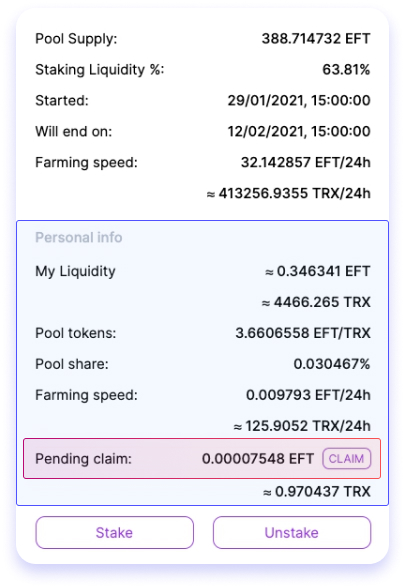 Pool Supply: 388.714732 EFT
Staking Liquidity %: 63.81%
Started: 29/01/2021, 15:00:00
Will end on: 12/02/2021, 15:00:00
Farming speed: 32.142857 EFT/24h
≈ 413256.9355 TRX/24h
Personal info
My Liquidity ≈ 0.346341 EFT
≈ 4466.265 TRX
Pool tokens: 3.6606558 EFT/TRX
Pool share: 0.030467%
Farming speed: 0.009793 EFT/24h
≈ 125.9052 TRX/24h
Pending claim: 0.00007548 EFT CLAIM
≈ 0.970437 TRX
Stake Unstake